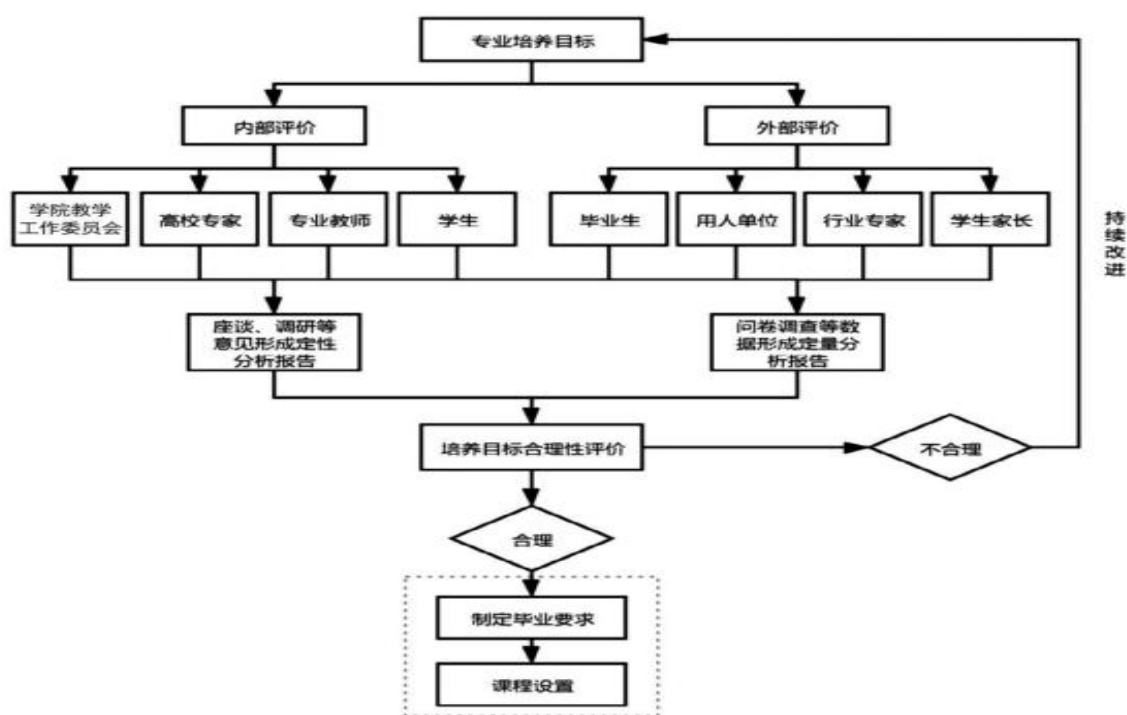 专业培养目标
内部评价
外部评价
学院教学
工作委员会
高校专家
专业教师
学生
毕业生
用人单位
行业专家
学生家长
持续改进
座谈、调研等
意见形成定性
分析报告
问卷调查等数
据形成定量分
析报告
培养目标合理性评价
不合理
合理
制定毕业要求
课程设置